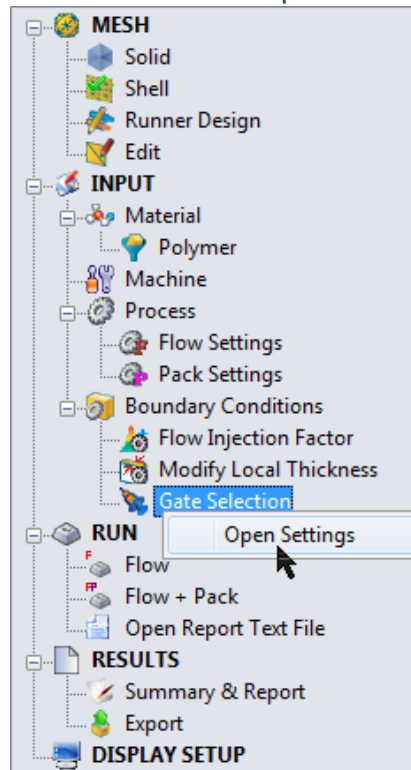 MESH
Solid
Shell
Runner Design
Edit
INPUT
Material
Polymer
Machine
Process
Flow Settings
Pack Settings
Boundary Conditions
Flow Injection Factor
Modify Local Thickness
Gate Selection
Open Settings
RUN
F
Flow
FP
Flow + Pack
Open Report Text File
RESULTS
Summary & Report
Export
DISPLAY SETUP